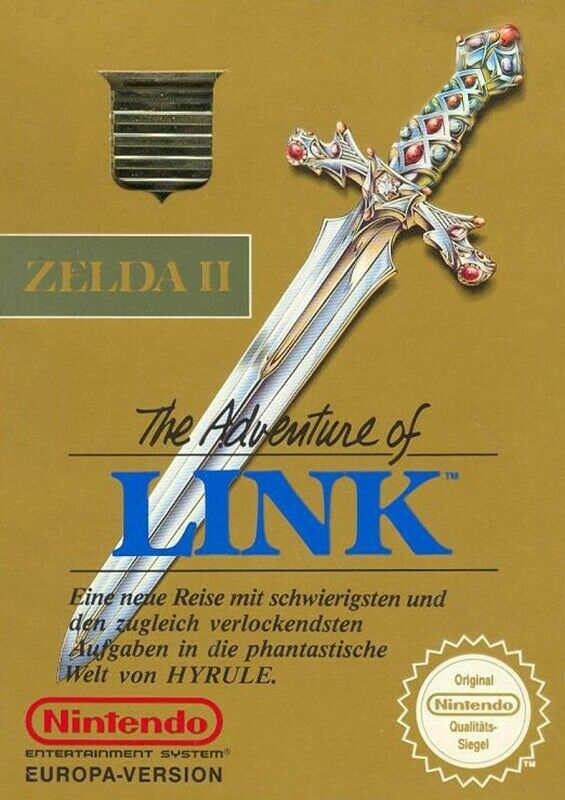 ZELDA II
The Adventure of
LINK™
Eine neue Reise mit schwierigsten und
den zugleich verlockendsten
Aufgaben in die phantastische
Welt von HYRULE.
Nintendo®
ENTERTAINMENT SYSTEM®
EUROPA-VERSION
Original
Nintendo
Qualitäts-
Siegel
TM